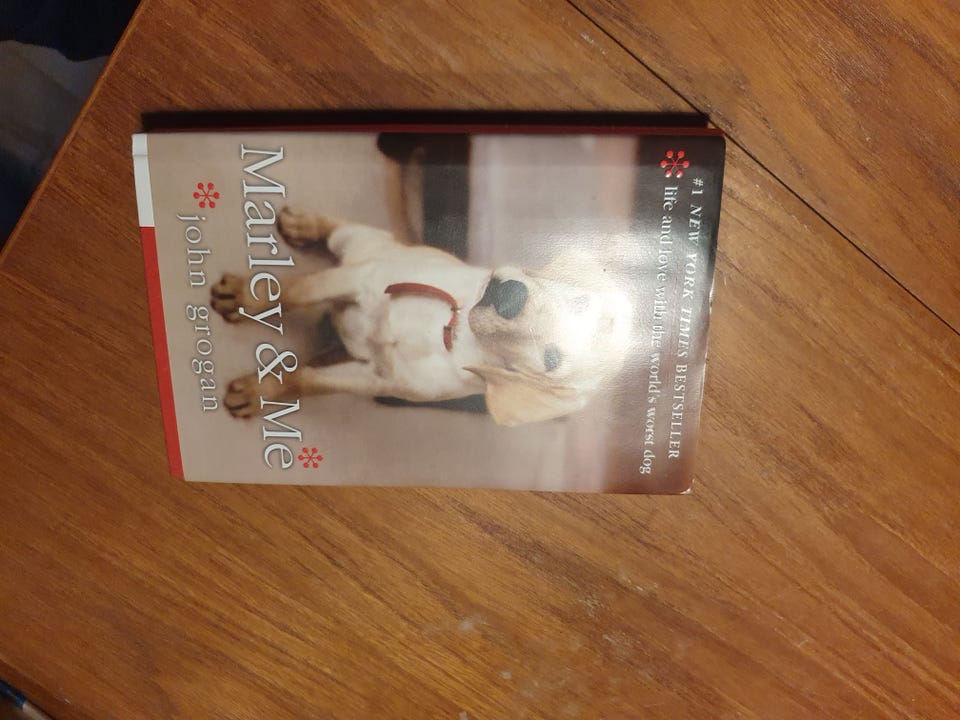 #1 NEW YORK TIMES BESTSELLER
life and love with the world's worst dog
Marley & Me
john grogan